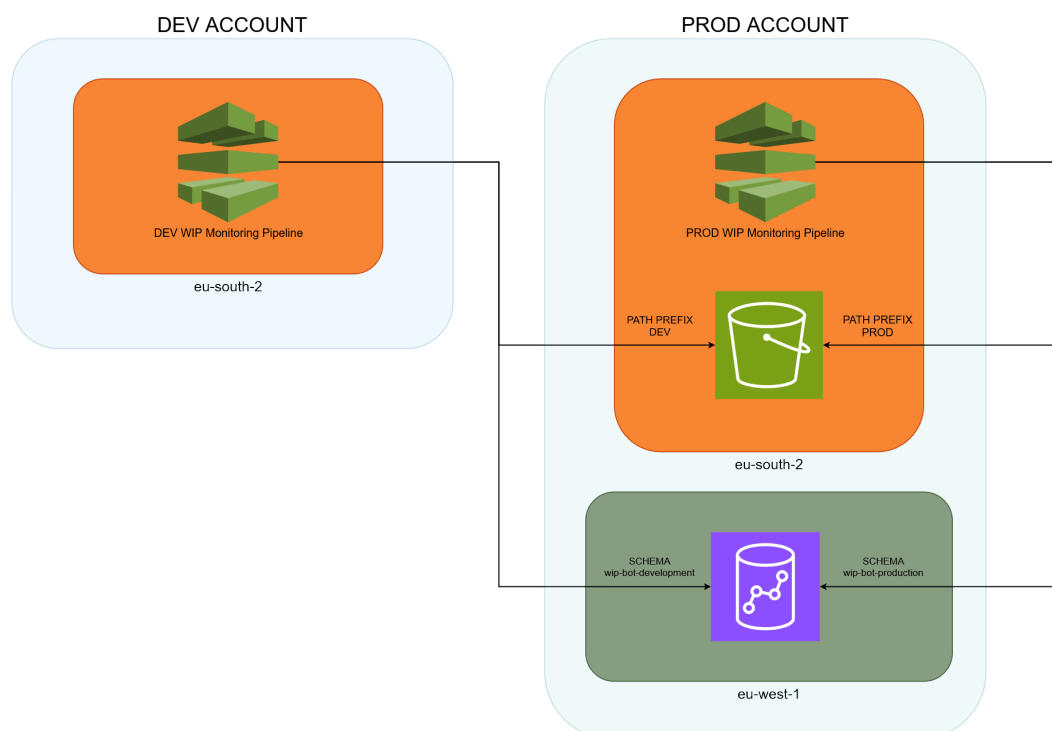 DEV ACCOUNT
PROD ACCOUNT
DEV WIP Monitoring Pipeline
eu-south-2
PROD WIP Monitoring Pipeline
PATH PREFIX
DEV
PATH PREFIX
PROD
eu-south-2
SCHEMA
wip-bot-development
SCHEMA
wip-bot-production
eu-west-1